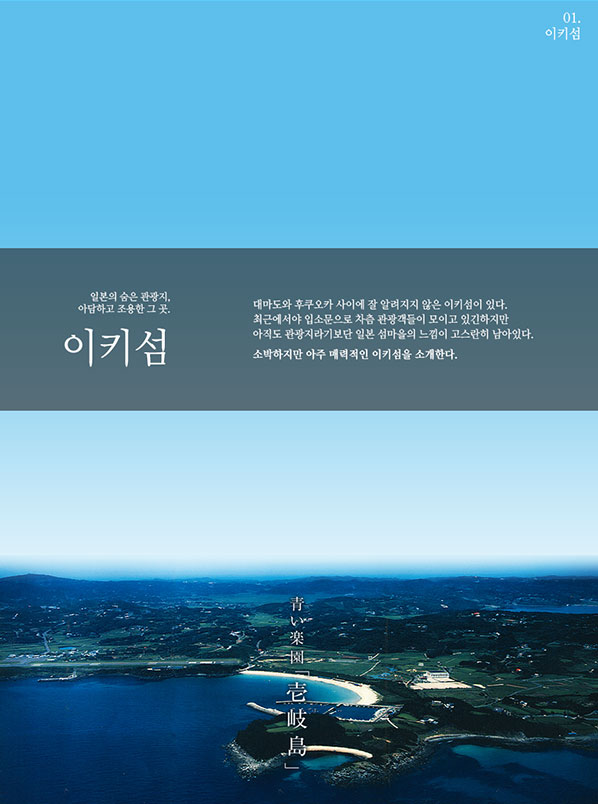 01.
이키섬
일본의 숨은 관광지,
아담하고 조용한 그 곳.
이키섬
대마도와 후쿠오카 사이에 잘 알려지지 않은 이키섬이 있다.
최근에서야 입소문으로 차츰 관광객들이 모이고 있긴하지만
아직도 관광지라기보단 일본 섬마을의 느낌이 고스란히 남아있다.
소박하지만 아주 매력적인 이키섬을 소개한다.
青い楽園「壱岐島」